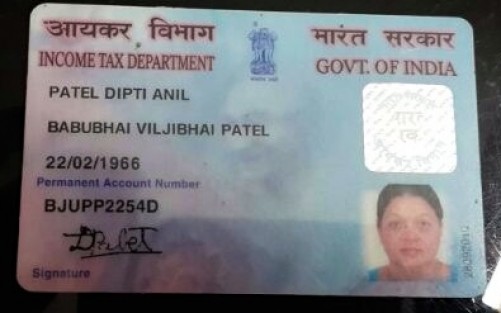 आयकर विभाग
भारत सरकार
INCOME TAX DEPARTMENT
GOVT. OF INDIA
PATEL DIPTI ANIL
BABUBHAI VILJIBHAI PATEL
22/02/1966
Permanent Account Number
BJUPP2254D
DPatel
Signature